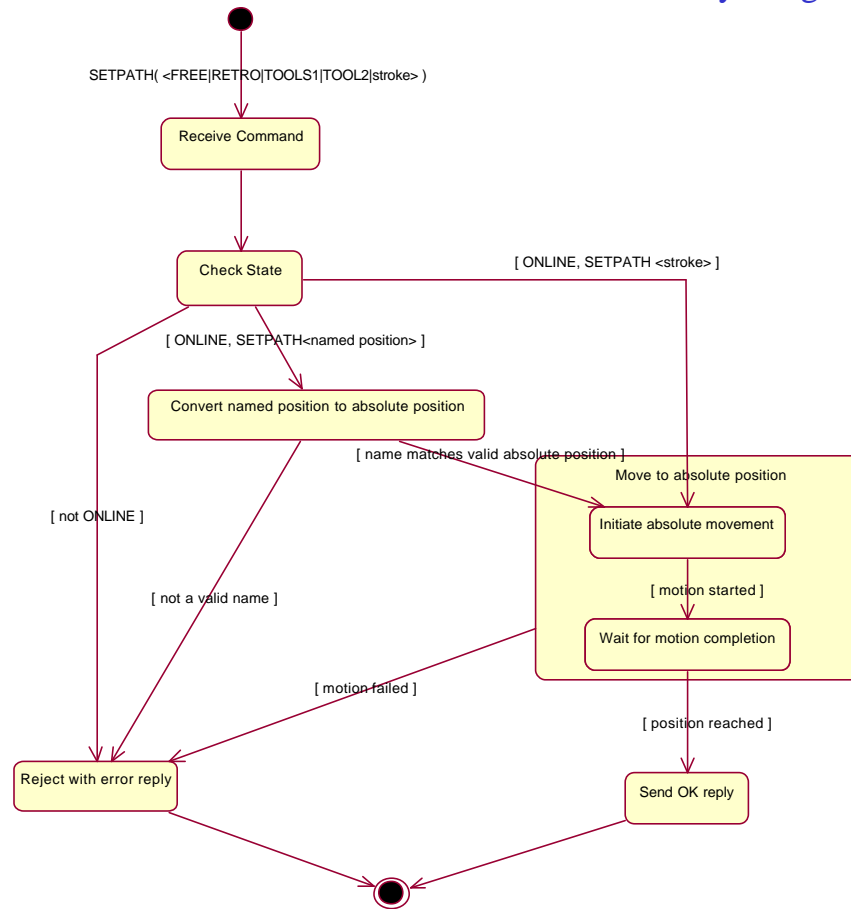 SETPATH( <FREE|RETRO|TOOLS1|TOOL2|stroke> )
Receive Command
Check State
[ ONLINE, SETPATH <stroke> ]
[ ONLINE, SETPATH<named position> ]
Convert named position to absolute position
[ name matches valid absolute position ]
Move to absolute position
[ not ONLINE ]
Initiate absolute movement
[ not a valid name ]
[ motion started ]
Wait for motion completion
[ motion failed ]
[ position reached ]
Reject with error reply
Send OK reply